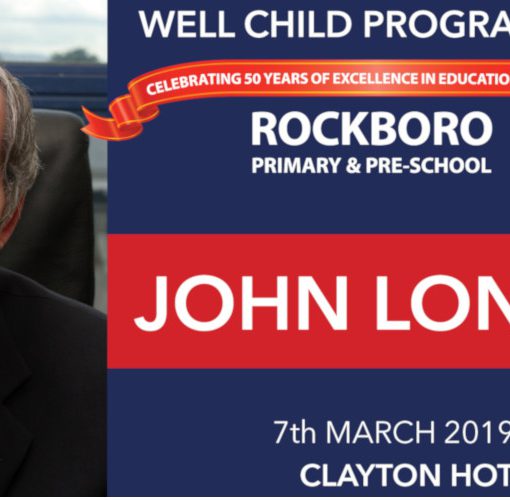 WELL CHILD PROGRA
CELEBRATING 50 YEARS OF EXCELLENCE IN EDUCATIO
ROCKBORO
PRIMARY & PRE-SCHOOL
JOHN LON
7th MARCH 2019
CLAYTON HOT